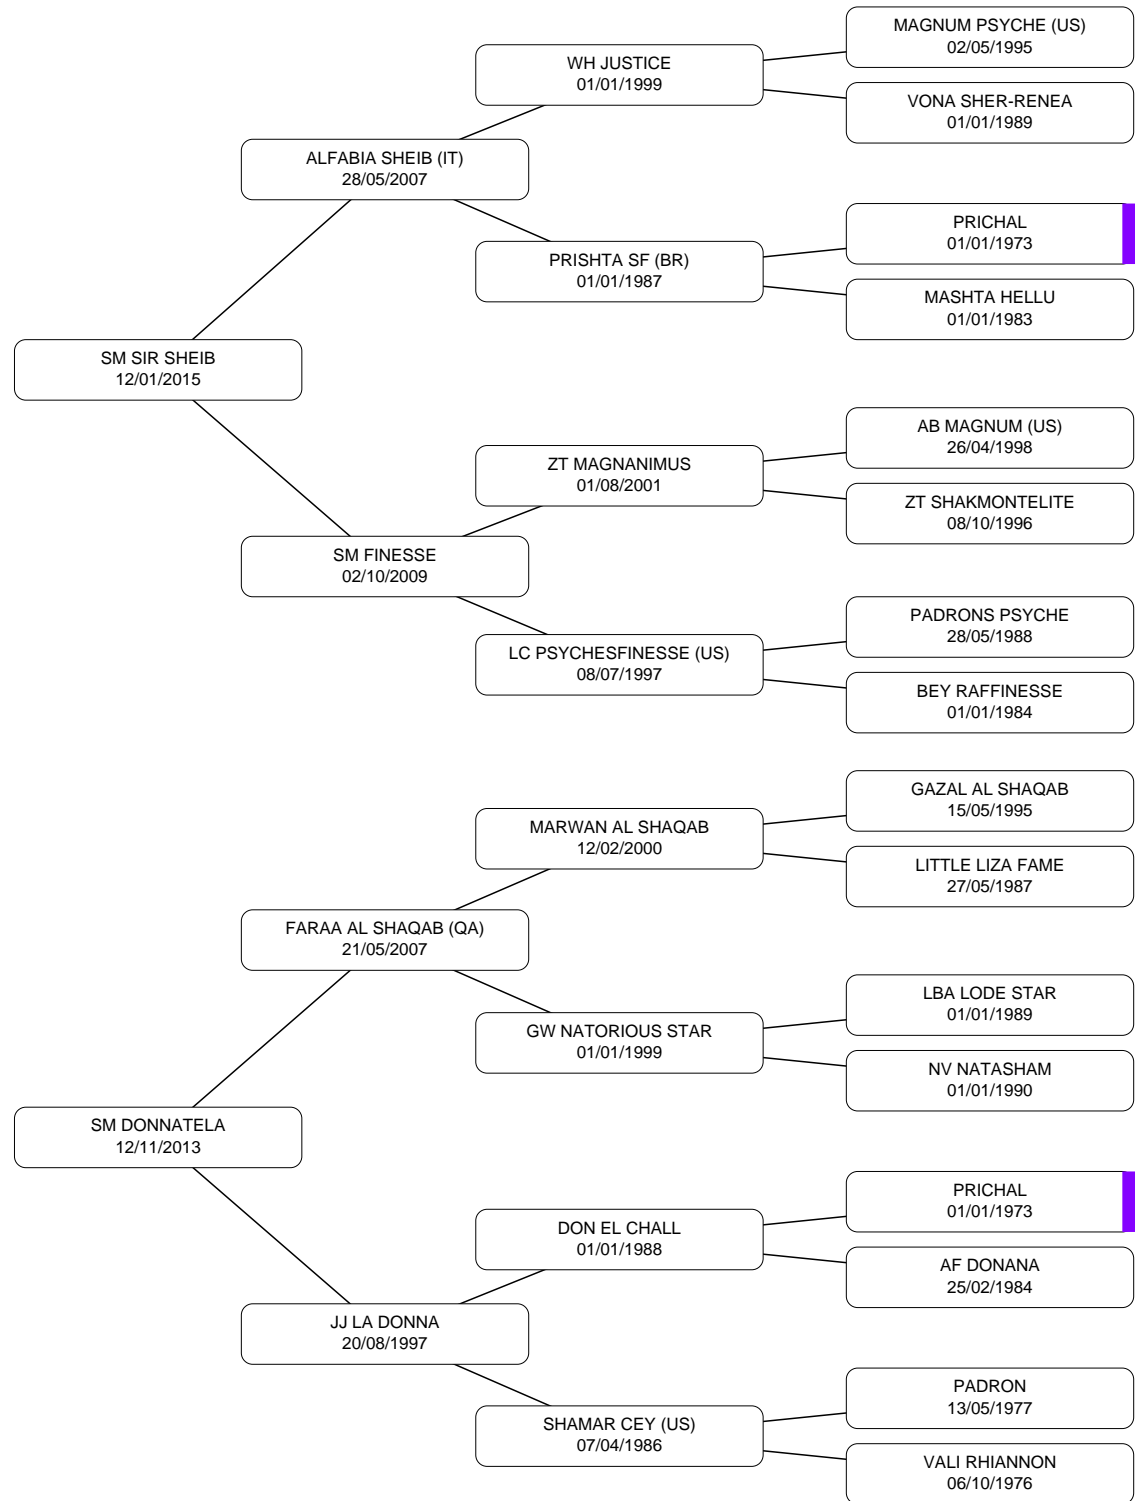 MAGNUM PSYCHE (US)
02/05/1995
WH JUSTICE
01/01/1999
VONA SHER-RENEA
01/01/1989
ALFABIA SHEIB (IT)
28/05/2007
PRICHAL
01/01/1973
PRISHTA SF (BR)
01/01/1987
MASHTA HELLU
01/01/1983
SM SIR SHEIB
12/01/2015
AB MAGNUM (US)
26/04/1998
ZT MAGNANIMUS
01/08/2001
ZT SHAKMONTELITE
08/10/1996
SM FINESSE
02/10/2009
PADRONS PSYCHE
28/05/1988
LC PSYCHESFINESSE (US)
08/07/1997
BEY RAFFINESSE
01/01/1984
GAZAL AL SHAQAB
15/05/1995
MARWAN AL SHAQAB
12/02/2000
LITTLE LIZA FAME
27/05/1987
FARAA AL SHAQAB (QA)
21/05/2007
LBA LODE STAR
01/01/1989
GW NATORIOUS STAR
01/01/1999
NV NATASHAM
01/01/1990
SM DONNATELA
12/11/2013
PRICHAL
01/01/1973
DON EL CHALL
01/01/1988
AF DONANA
25/02/1984
JJ LA DONNA
20/08/1997
PADRON
13/05/1977
SHAMAR CEY (US)
07/04/1986
VALI RHIANNON
06/10/1976